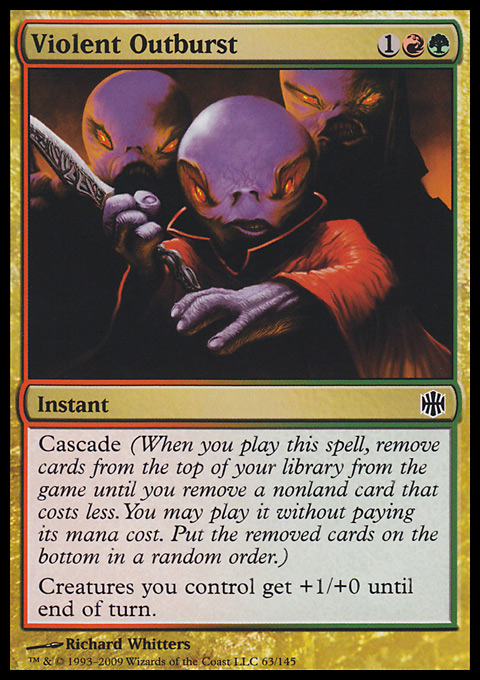 Violent Outburst 1
Instant
Cascade (When you play this spell, remove
cards from the top of your library from the
game until you remove a nonland card that
costs less. You may play it without paying
its mana cost. Put the removed cards on the
bottom in a random order.)
Creatures you control get +1/+0 until
end of turn.
Richard Whitters
™ & © 1993–2009 Wizards of the Coast LLC 63/145